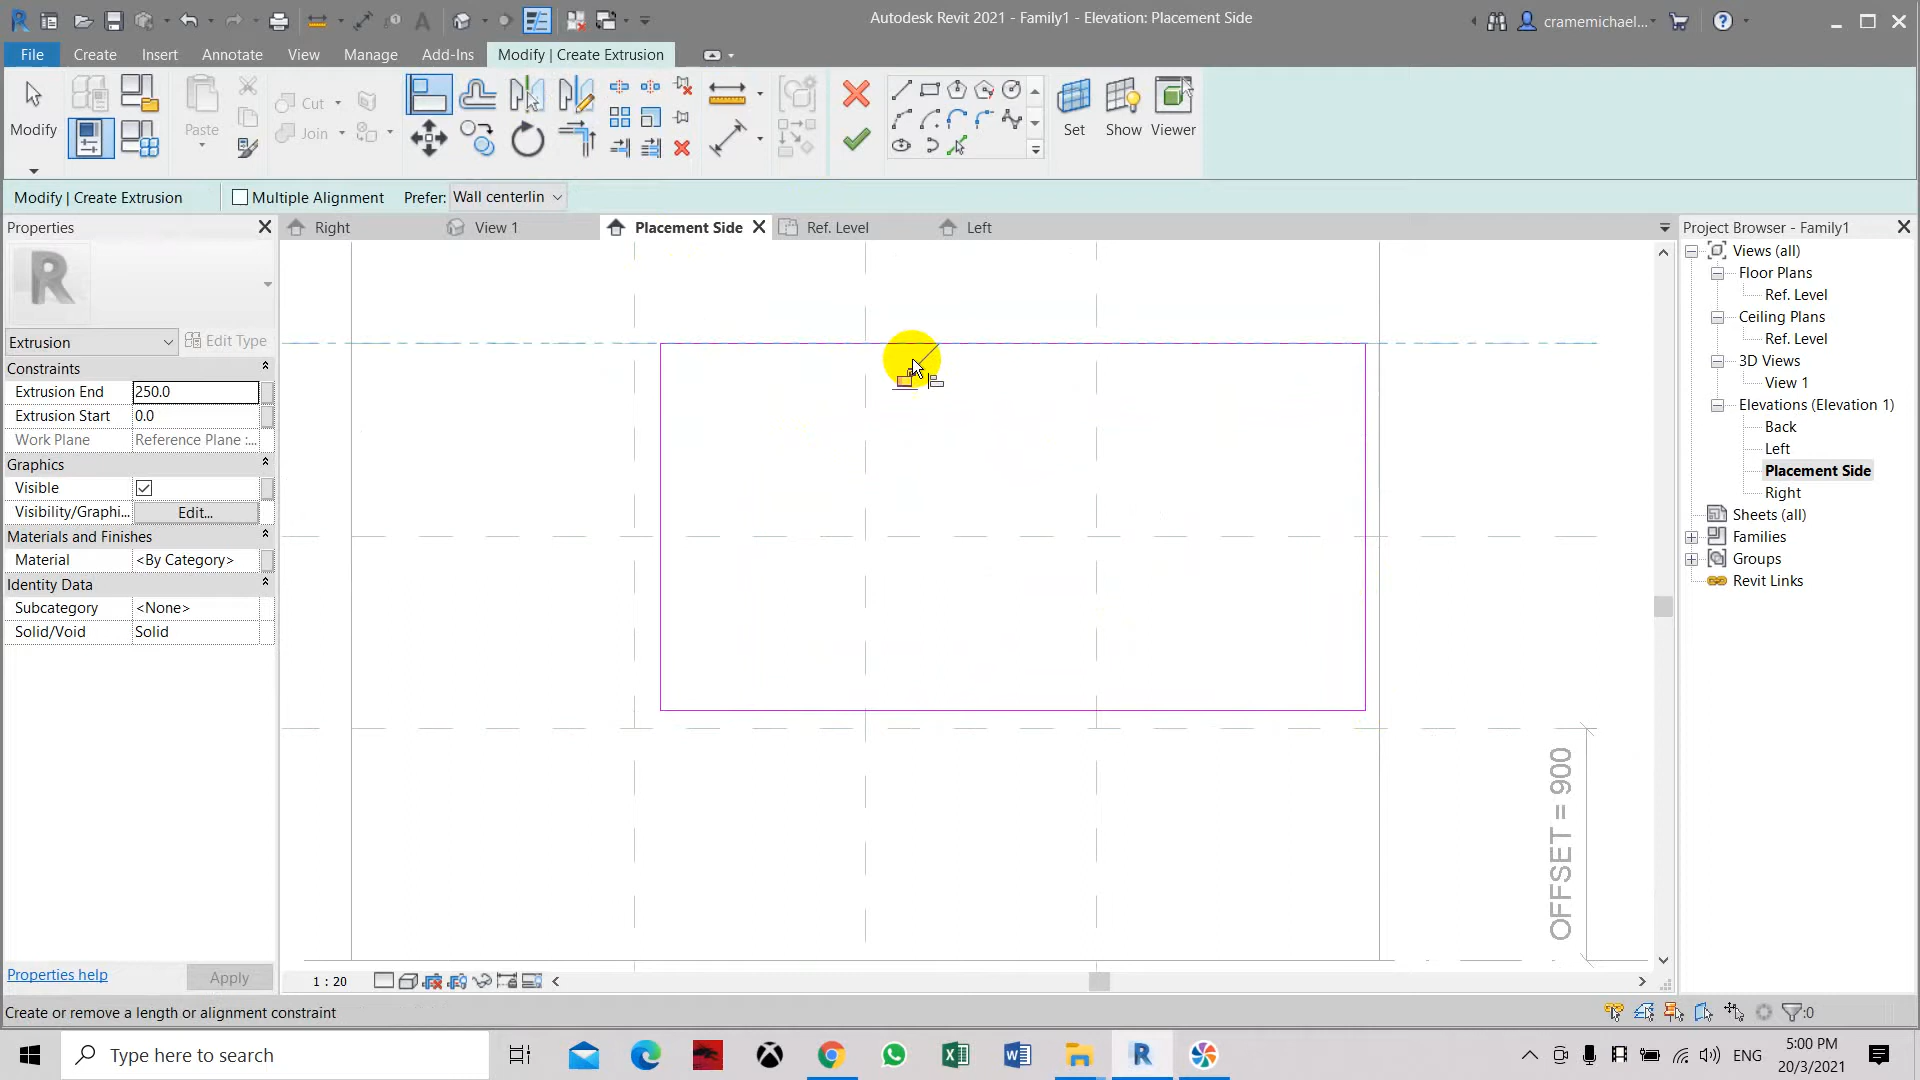 Autodesk Revit 2021 - Family1 - Elevation: Placement Side
cramemichael...
File Create Insert Annotate View Manage Add-Ins Modify | Create Extrusion
Modify
Paste
Cut
Join
Set Show Viewer
Modify | Create Extrusion
Multiple Alignment
Prefer: Wall centerlin
Properties
Right
View 1
Placement Side
Ref. Level
Left
Project Browser - Family1
Extrusion
Edit Type
Constraints
Extrusion End 250.0
Extrusion Start 0.0
Work Plane Reference Plane :...
Graphics
Visible
Visibility/Graphi... Edit...
Materials and Finishes
Material <By Category>
Identity Data
Subcategory <None>
Solid/Void Solid
Properties help
Apply
OFFSET = 900
Views (all)
Floor Plans
Ref. Level
Ceiling Plans
Ref. Level
3D Views
View 1
Elevations (Elevation 1)
Back
Left
Placement Side
Right
Sheets (all)
Families
Groups
Revit Links
1 : 20
Create or remove a length or alignment constraint
:0
Type here to search
ENG
5:00 PM
20/3/2021